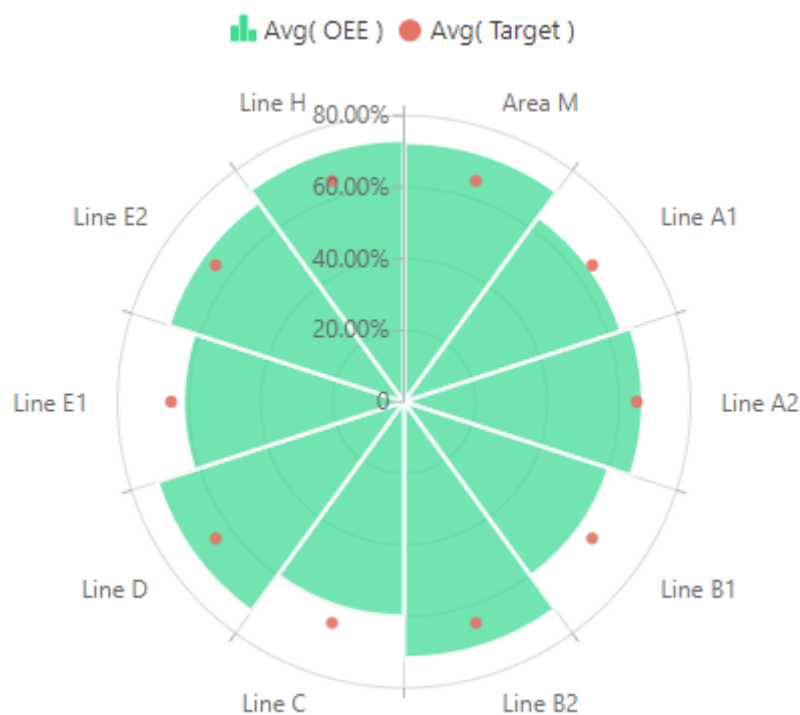 Avg( OEE ) Avg( Target )
Line H 80.00% Area M
60.00%
Line E2 Line A1
40.00%
20.00%
Line E1 0 Line A2
Line D Line B1
Line C Line B2